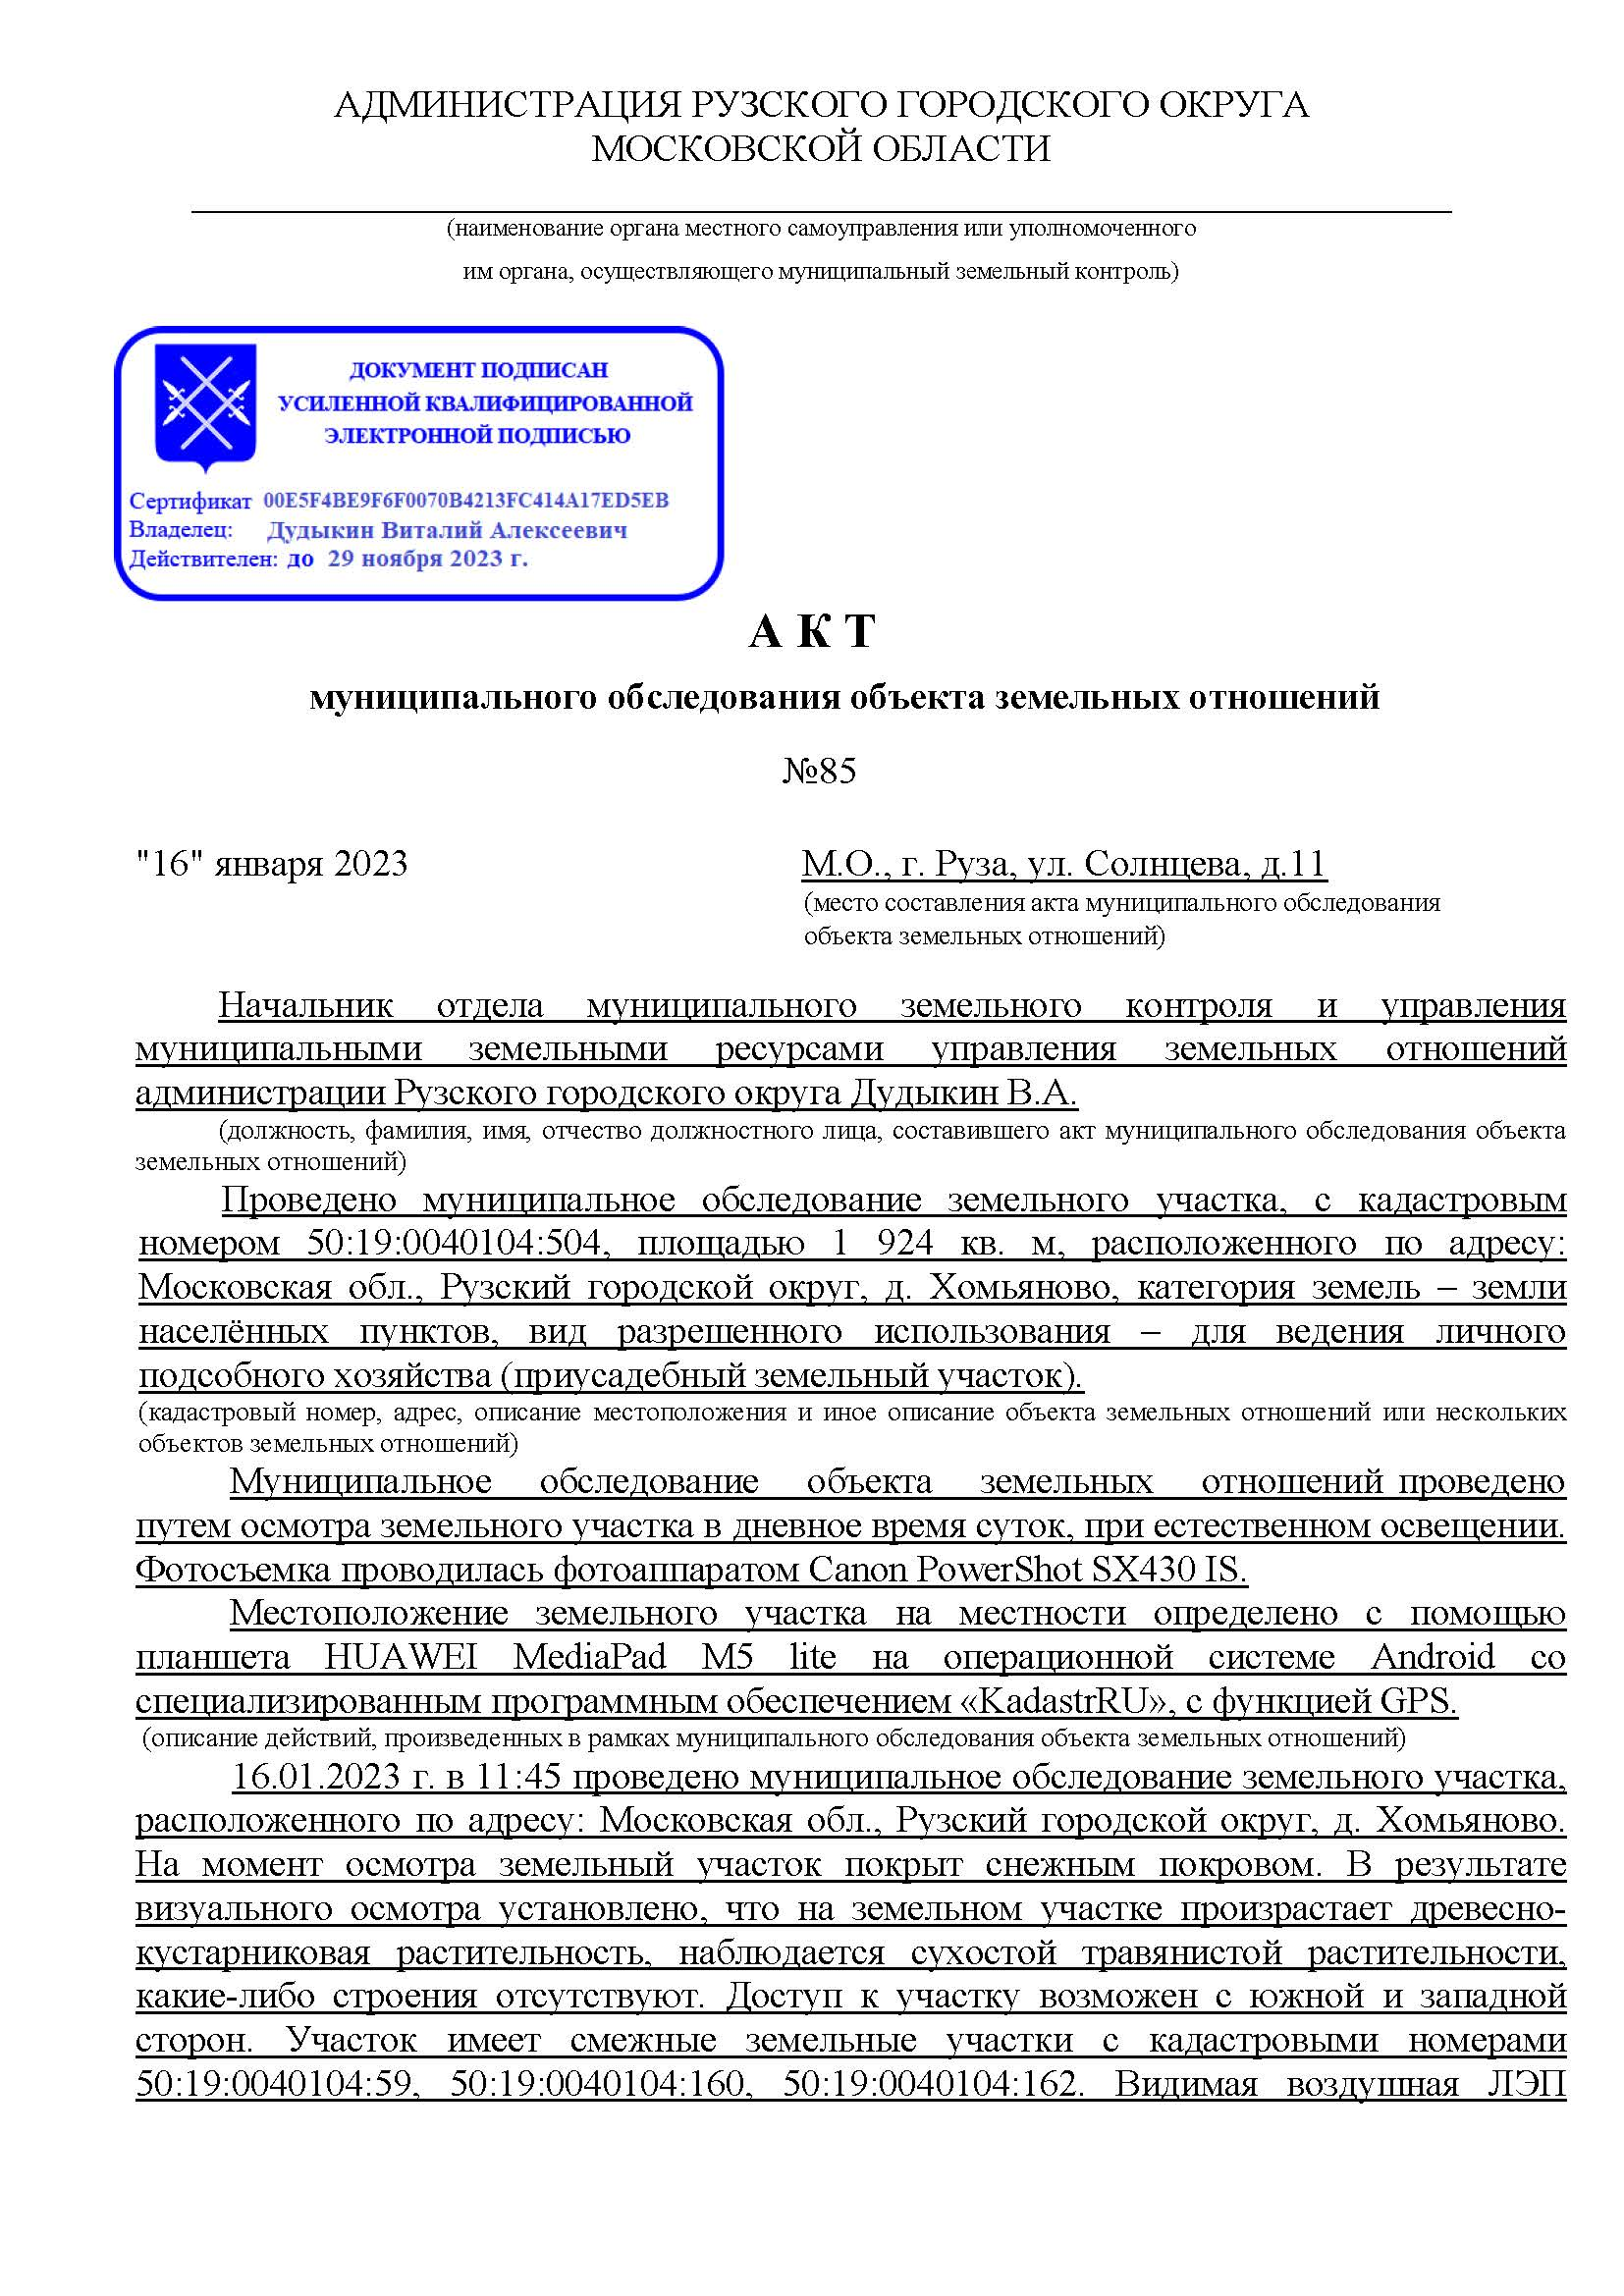 АДМИНИСТРАЦИЯ РУЗСКОГО ГОРОДСКОГО ОКРУГА
МОСКОВСКОЙ ОБЛАСТИ
(наименование органа местного самоуправления или уполномоченного
им органа, осуществляющего муниципальный земельный контроль)
ДОКУМЕНТ ПОДПИСАН
УСИЛЕННОЙ КВАЛИФИЦИРОВАННОЙ
ЭЛЕКТРОННОЙ ПОДПИСЬЮ
Сертификат 00E5F4BE9F6F0070B4213FC414A17ED5EB
Владелец: Дудыкин Виталий Алексеевич
Действителен: до 29 ноября 2023 г.
А К Т
муниципального обследования объекта земельных отношений
№85
"16" января 2023 М.О., г. Руза, ул. Солнцева, д.11
(место составления акта муниципального обследования
объекта земельных отношений)
Начальник отдела муниципального земельного контроля и управления
муниципальными земельными ресурсами управления земельных отношений
администрации Рузского городского округа Дудыкин В.А.
(должность, фамилия, имя, отчество должностного лица, составившего акт муниципального обследования объекта
земельных отношений)
Проведено муниципальное обследование земельного участка, с кадастровым
номером 50:19:0040104:504, площадью 1 924 кв. м, расположенного по адресу:
Московская обл., Рузский городской округ, д. Хомьяново, категория земель – земли
населённых пунктов, вид разрешенного использования – для ведения личного
подсобного хозяйства (приусадебный земельный участок).
(кадастровый номер, адрес, описание местоположения и иное описание объекта земельных отношений или нескольких
объектов земельных отношений)
Муниципальное обследование объекта земельных отношений проведено
путем осмотра земельного участка в дневное время суток, при естественном освещении.
Фотосъемка проводилась фотоаппаратом Canon PowerShot SX430 IS.
Местоположение земельного участка на местности определено с помощью
планшета HUAWEI MediaPad M5 lite на операционной системе Android со
специализированным программным обеспечением «KadastrRU», с функцией GPS.
(описание действий, произведенных в рамках муниципального обследования объекта земельных отношений)
16.01.2023 г. в 11:45 проведено муниципальное обследование земельного участка,
расположенного по адресу: Московская обл., Рузский городской округ, д. Хомьяново.
На момент осмотра земельный участок покрыт снежным покровом. В результате
визуального осмотра установлено, что на земельном участке произрастает древесно-
кустарниковая растительность, наблюдается сухостой травянистой растительности,
какие-либо строения отсутствуют. Доступ к участку возможен с южной и западной
сторон. Участок имеет смежные земельные участки с кадастровыми номерами
50:19:0040104:59, 50:19:0040104:160, 50:19:0040104:162. Видимая воздушная ЛЭП